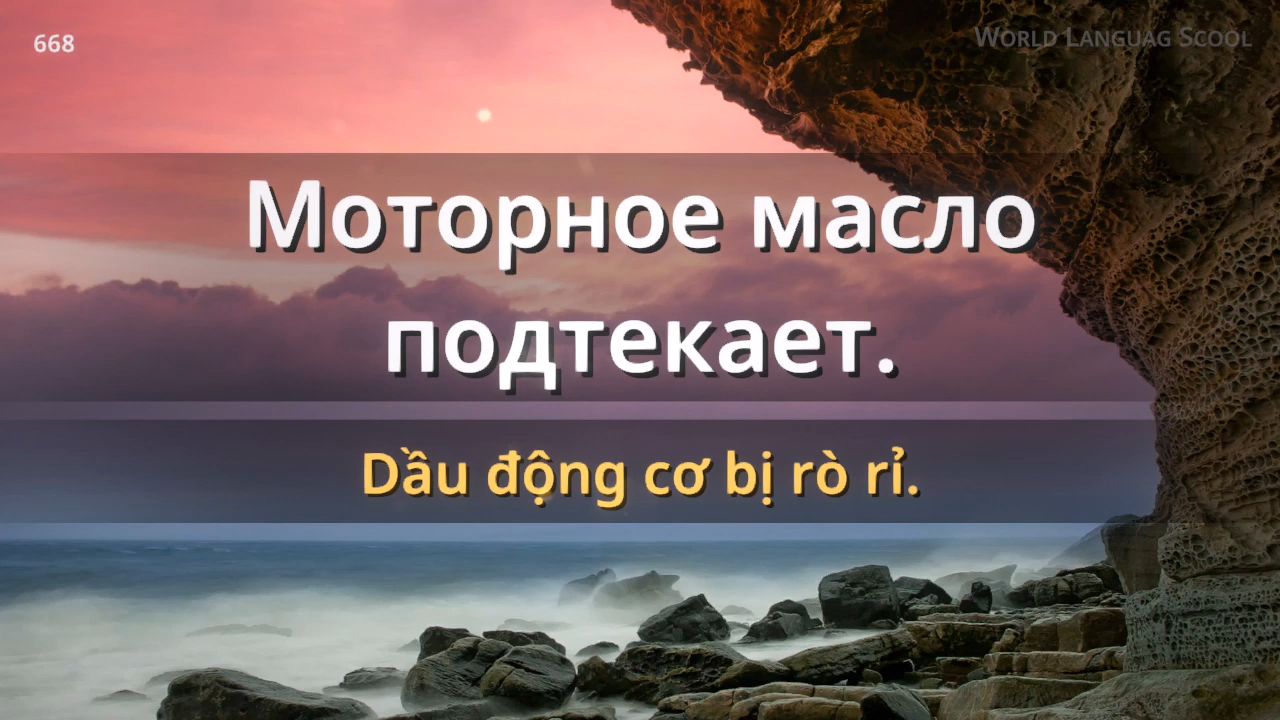 668
World Languag Scool
Моторное масло
подтекает.
Dầu động cơ bị rò rỉ.